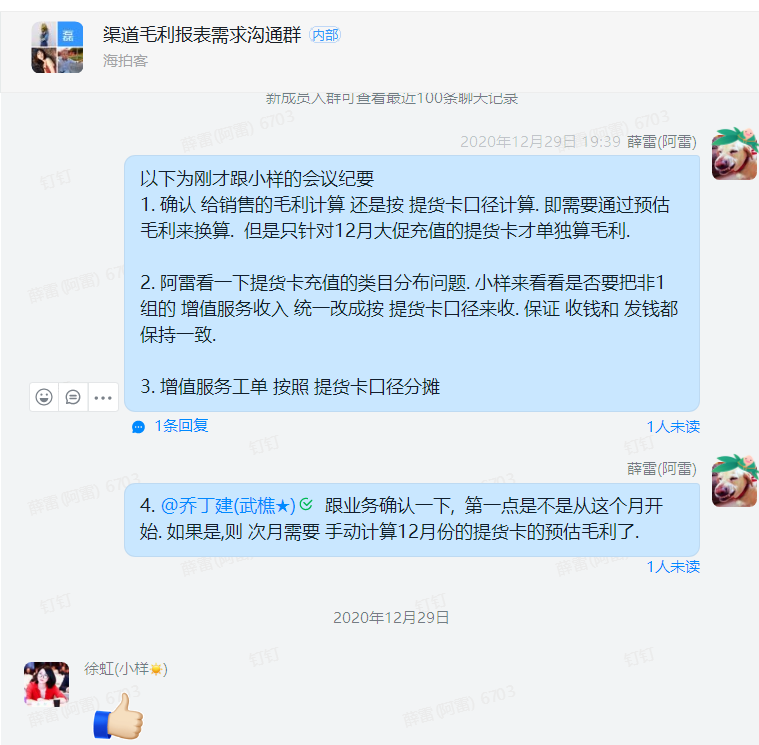 磊
渠道毛利报表需求沟通群 内部
海拍客
新成员入群可查看最近100条聊天记录
2020年12月29日 19:39 薛雷(阿雷)
以下为刚才跟小样的会议纪要
1. 确认 给销售的毛利计算 还是按 提货卡口径计算. 即需要通过预估
毛利来换算. 但是只针对12月大促充值的提货卡才单独算毛利.
2. 阿雷看一下提货卡充值的类目分布问题. 小样来看看是否要把非1
组的 增值服务收入 统一改成按 提货卡口径来收. 保证 收钱和 发钱都
保持一致.
3. 增值服务工单 按照 提货卡口径分摊
1条回复
1人未读
薛雷(阿雷)
4. @乔丁建(武樵★) 跟业务确认一下, 第一点是不是从这个月开
始. 如果是,则 次月需要 手动计算12月份的提货卡的预估毛利了.
1人未读
2020年12月29日
徐虹(小样☀)
薛雷(阿雷) 6703
钉钉